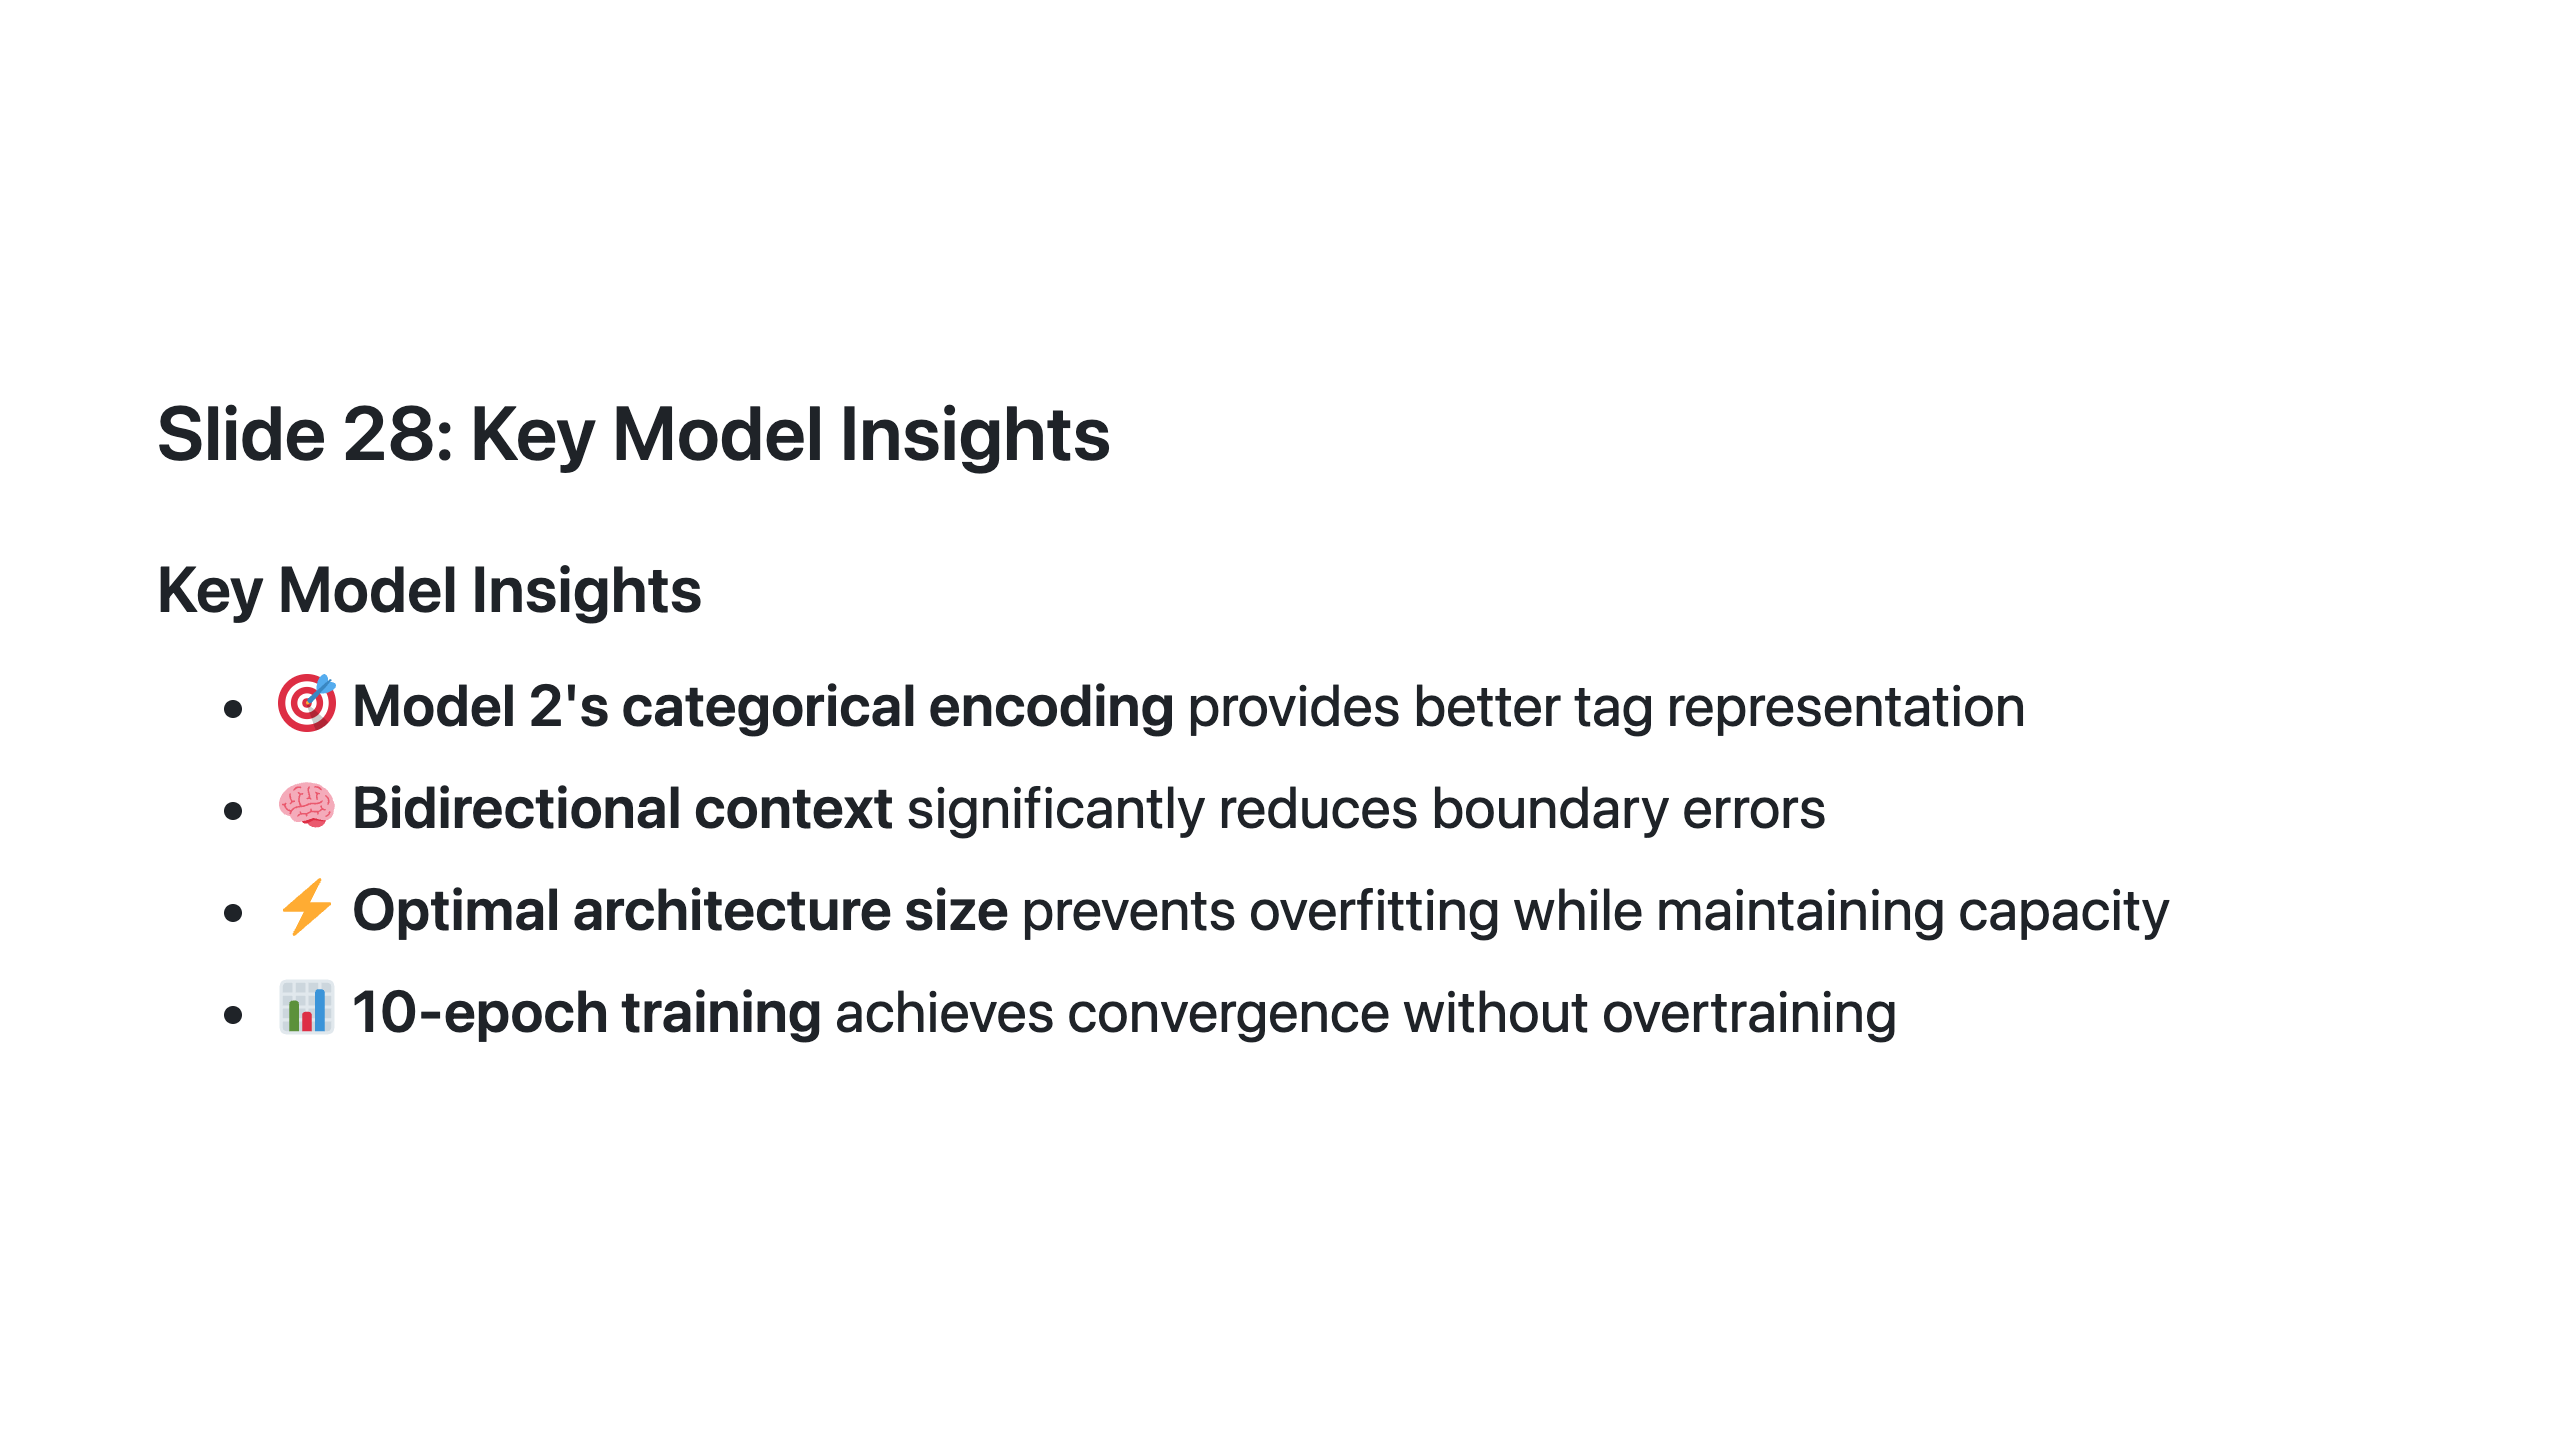 Slide 28: Key Model Insights
Key Model Insights
• 🎯 Model 2's categorical encoding provides better tag representation
• 🧠 Bidirectional context significantly reduces boundary errors
• ⚡ Optimal architecture size prevents overfitting while maintaining capacity
• 📊 10-epoch training achieves convergence without overtraining